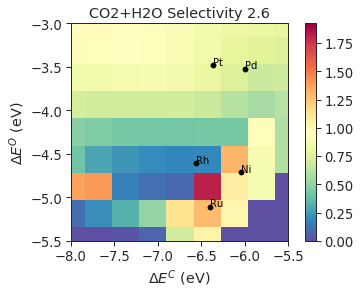 CO2+H2O Selectivity 2.6
−3.0
−3.5
−4.0
−4.5
−5.0
−5.5
ΔE^O (eV)
Pt
Pd
Rh
Ni
Ru
−8.0 −7.5 −7.0 −6.5 −6.0 −5.5
ΔE^C (eV)
1.75
1.50
1.25
1.00
0.75
0.50
0.25
0.00